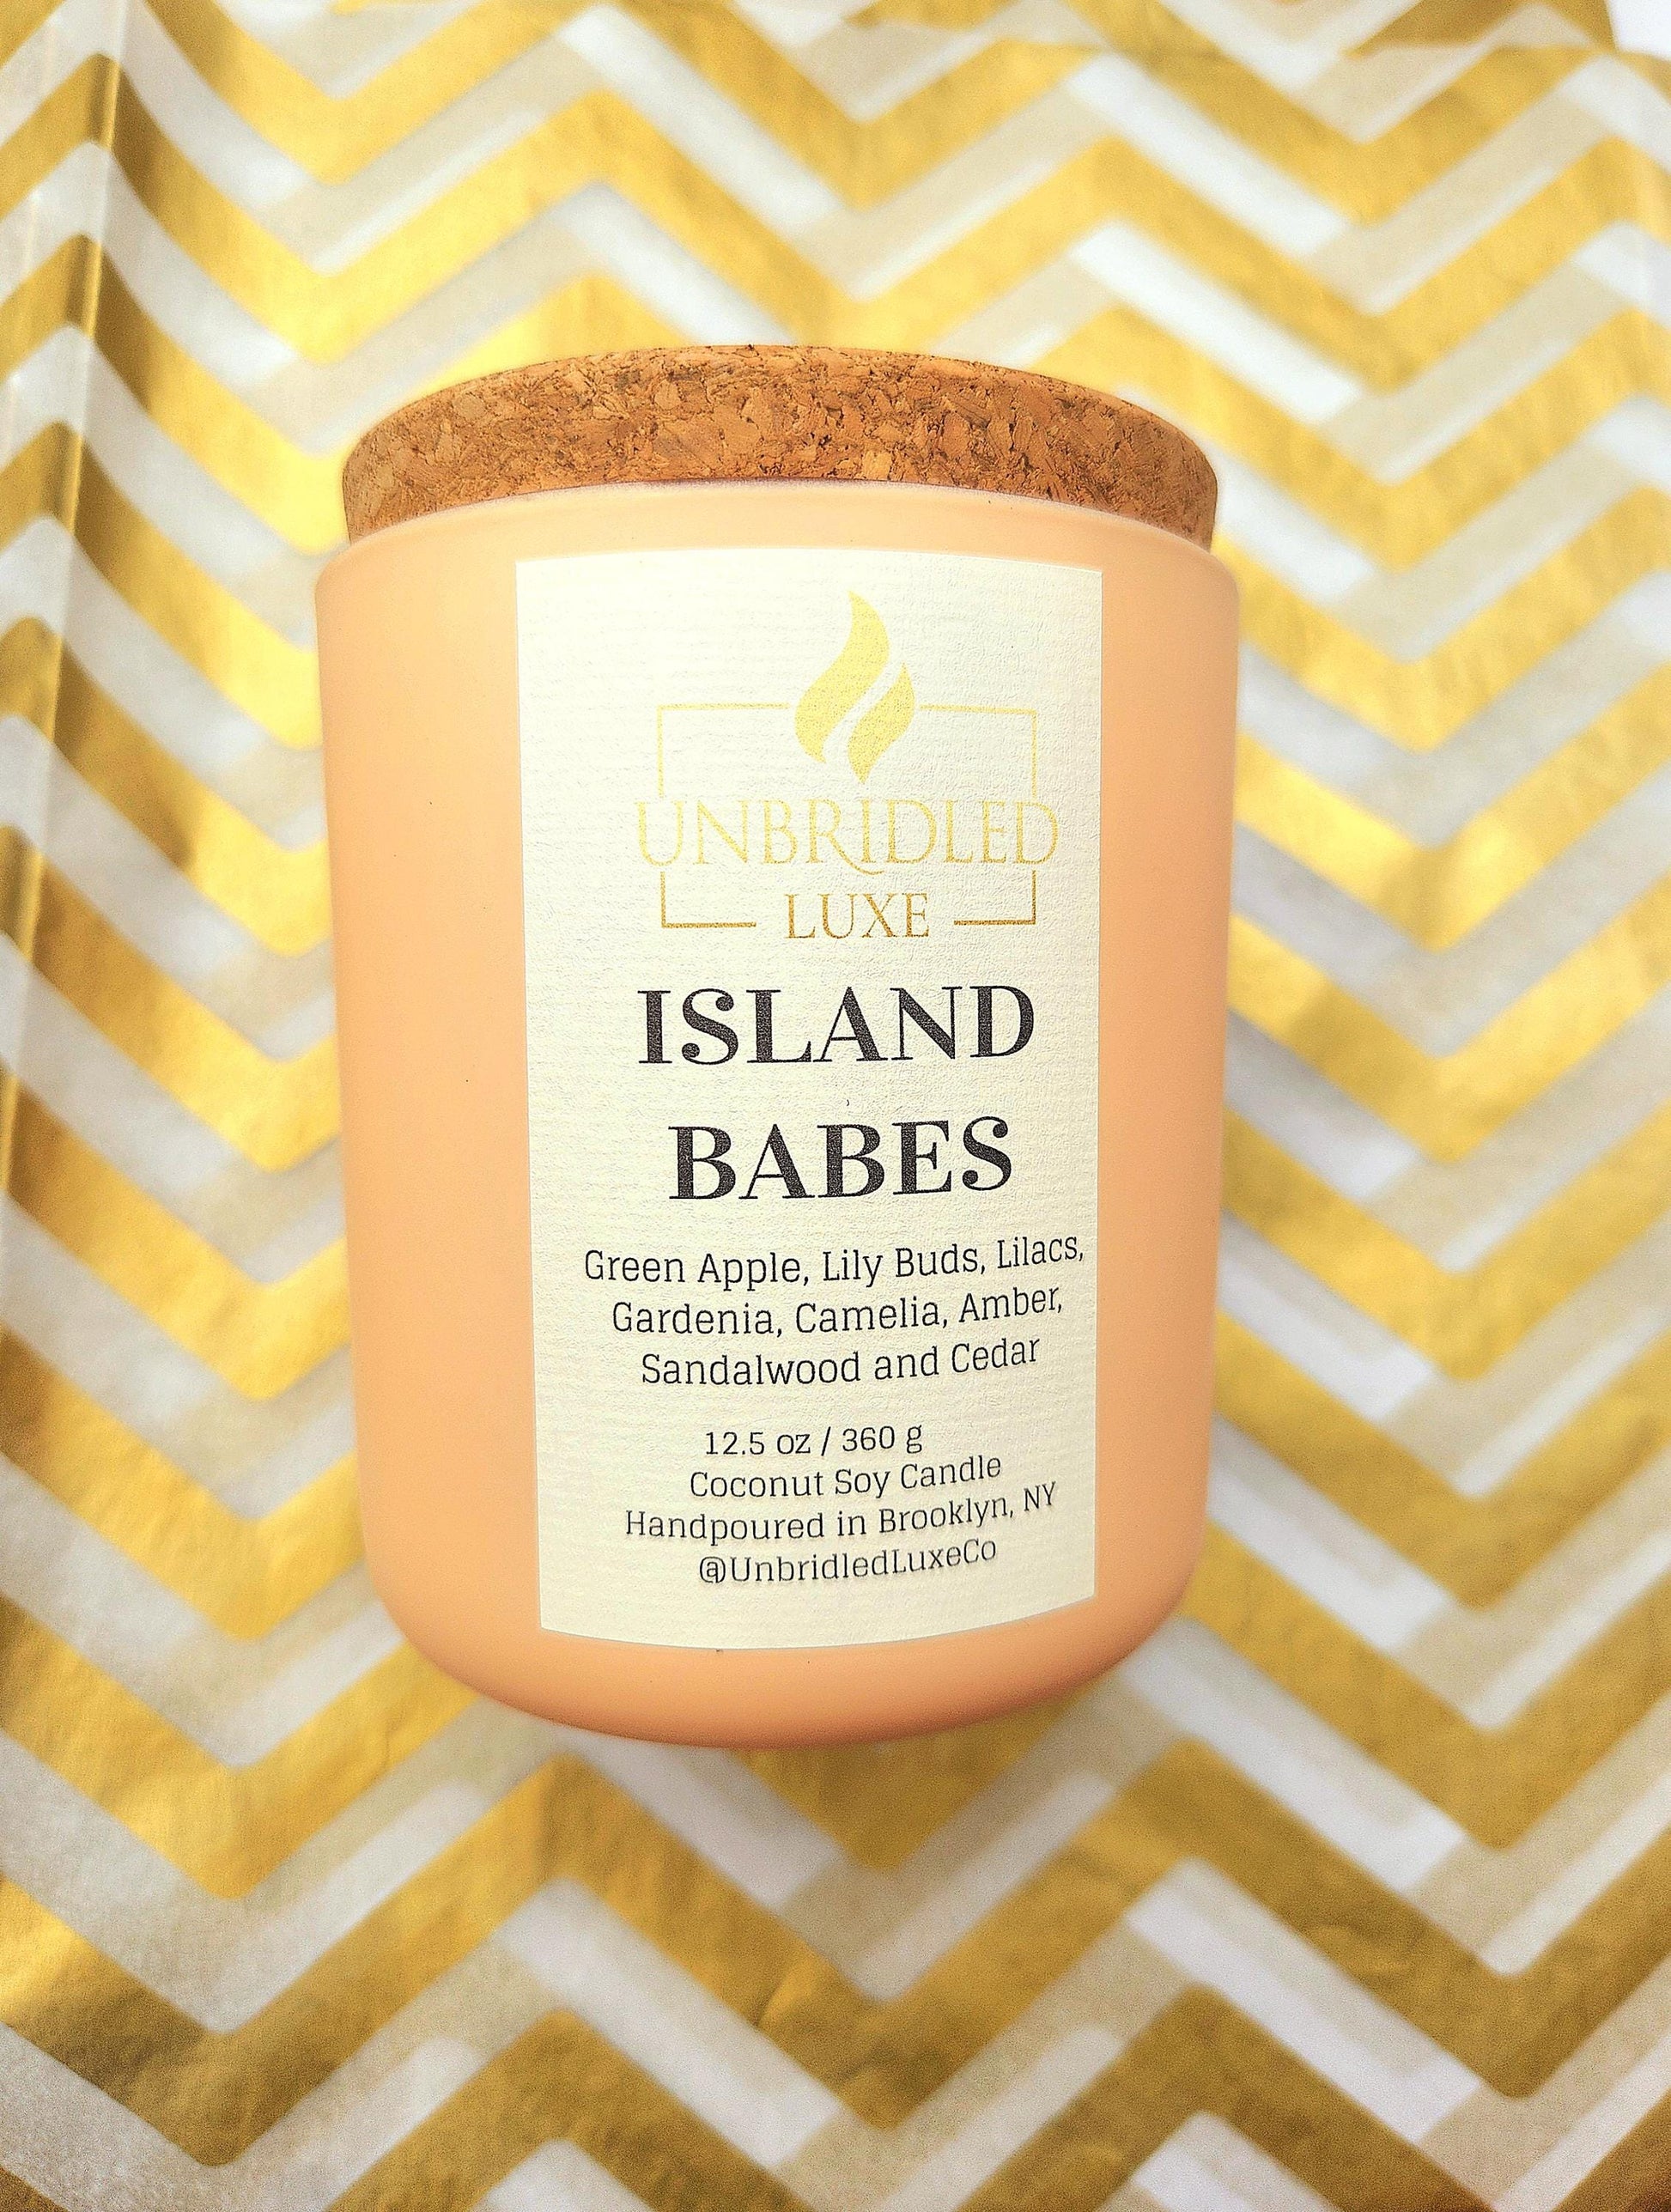 UNBRIDLED
LUXE
ISLAND
BABES
Green Apple, Lily Buds, Lilacs,
Gardenia, Camelia, Amber,
Sandalwood and Cedar
12.5 oz / 360 g
Coconut Soy Candle
Handpoured in Brooklyn, NY
@UnbridledLuxeCo